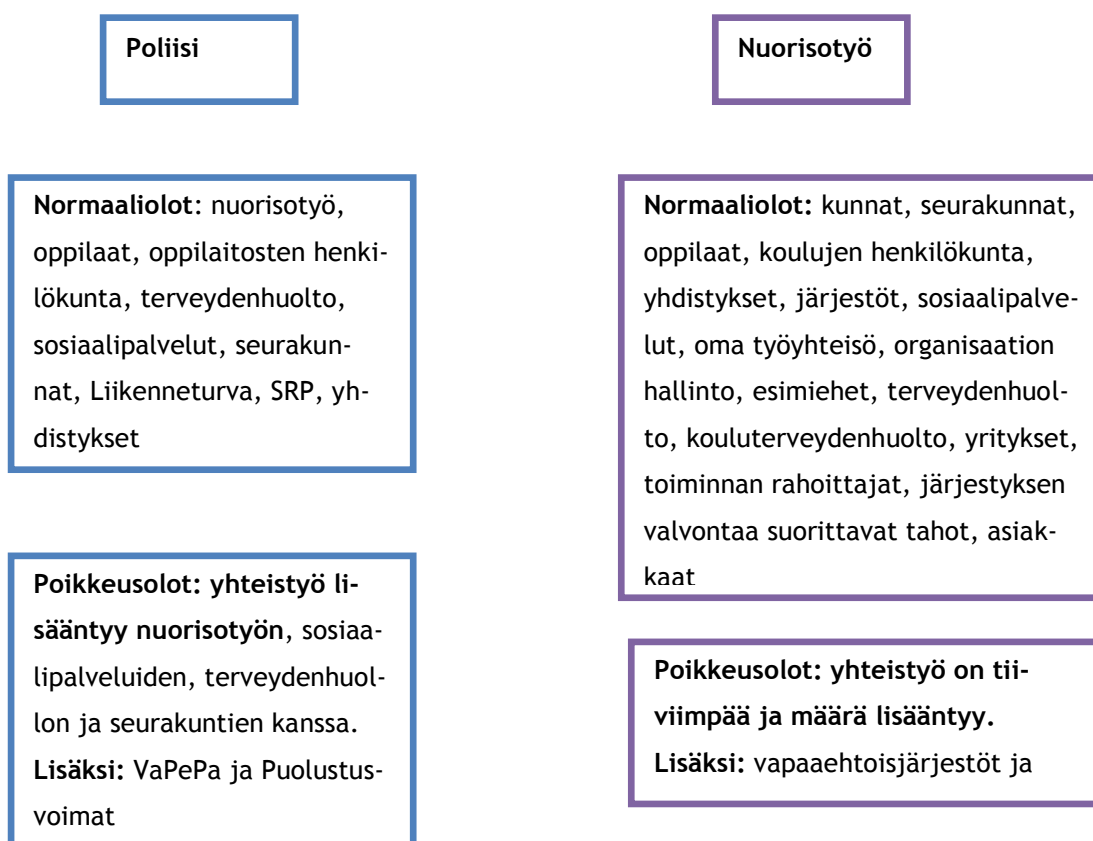 Poliisi
Nuorisotyö
Normaaliolot: nuorisotyö,
oppilaat, oppilaitosten henki-
lökunta, terveydenhuolto,
sosiaalipalvelut, seurakun-
nat, Liikenneturva, SRP, yh-
distykset
Normaaliolot: kunnat, seurakunnat,
oppilaat, koulujen henkilökunta,
yhdistykset, järjestöt, sosiaalipalve-
lut, oma työyhteisö, organisaation
hallinto, esimiehet, terveydenhuol-
to, kouluterveydenhuolto, yritykset,
toiminnan rahoittajat, järjestyksen
valvontaa suorittavat tahot, asiak-
kaat
Poikkeusolot: yhteistyö li-
sääntyy nuorisotyön, sosiaa-
lipalveluiden, terveydenhuol-
lon ja seurakuntien kanssa.
Lisäksi: VaPePa ja Puolustus-
voimat
Poikkeusolot: yhteistyö on tii-
viimpää ja määrä lisääntyy.
Lisäksi: vapaaehtoisjärjestöt ja